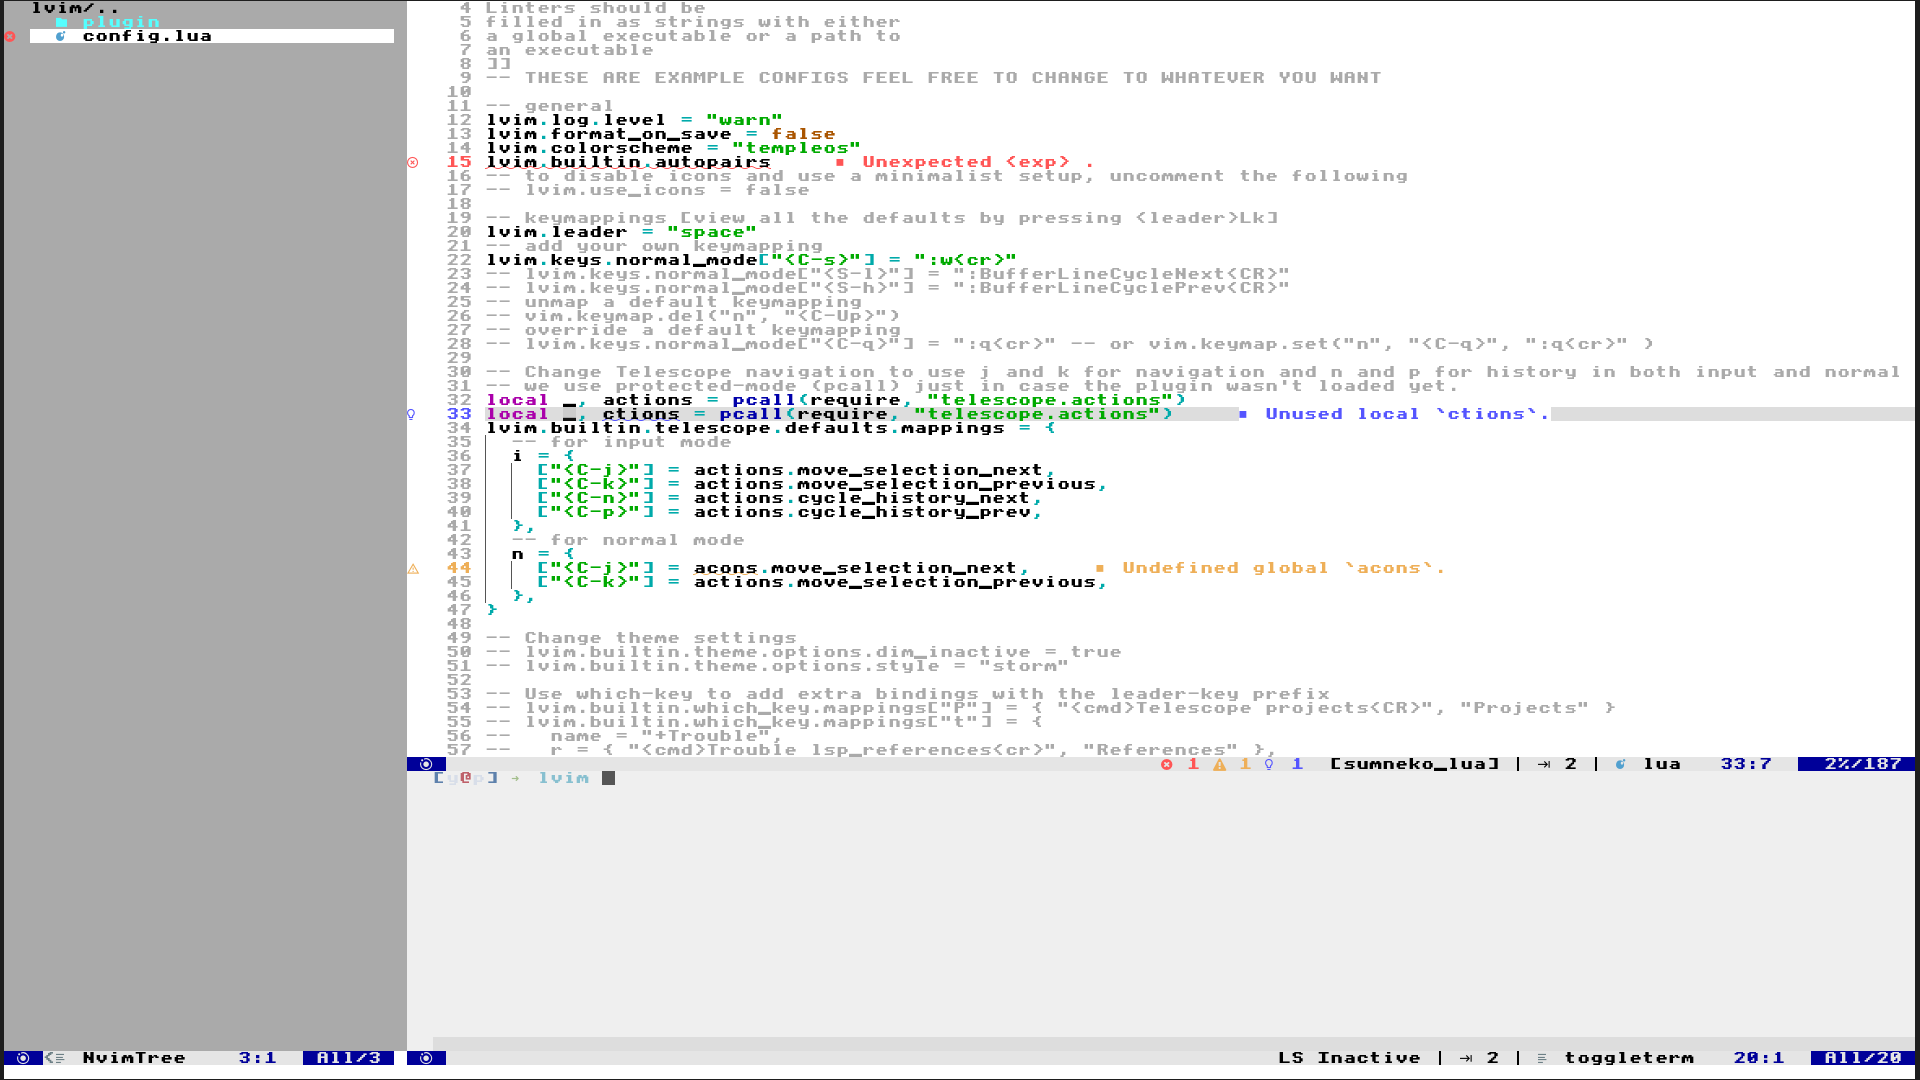 lvim/..
plugin
config.lua
4 Linters should be
5 filled in as strings with either
6 a global executable or a path to
7 an executable
8 ]]
9 -- THESE ARE EXAMPLE CONFIGS FEEL FREE TO CHANGE TO WHATEVER YOU WANT
10
11 -- general
12 lvim.log.level = "warn"
13 lvim.format_on_save = false
14 lvim.colorscheme = "templeos"
15 lvim.builtin.autopairs ▪ Unexpected <exp> .
16 -- to disable icons and use a minimalist setup, uncomment the following
17 -- lvim.use_icons = false
18
19 -- keymappings [view all the defaults by pressing <leader>Lk]
20 lvim.leader = "space"
21 -- add your own keymapping
22 lvim.keys.normal_mode["<C-s>"] = ":w<cr>"
23 -- lvim.keys.normal_mode["<S-l>"] = ":BufferLineCycleNext<CR>"
24 -- lvim.keys.normal_mode["<S-h>"] = ":BufferLineCyclePrev<CR>"
25 -- unmap a default keymapping
26 -- vim.keymap.del("n", "<C-Up>")
27 -- override a default keymapping
28 -- lvim.keys.normal_mode["<C-q>"] = ":q<cr>" -- or vim.keymap.set("n", "<C-q>", ":q<cr>" )
29
30 -- Change Telescope navigation to use j and k for navigation and n and p for history in both input and normal
31 -- we use protected-mode (pcall) just in case the plugin wasn't loaded yet.
32 local _, actions = pcall(require, "telescope.actions")
33 local _, ctions = pcall(require, "telescope.actions") ▪ Unused local `ctions`.
34 lvim.builtin.telescope.defaults.mappings = {
35 -- for input mode
36 i = {
37 ["<C-j>"] = actions.move_selection_next,
38 ["<C-k>"] = actions.move_selection_previous,
39 ["<C-n>"] = actions.cycle_history_next,
40 ["<C-p>"] = actions.cycle_history_prev,
41 },
42 -- for normal mode
43 n = {
44 ["<C-j>"] = acons.move_selection_next, ▪ Undefined global `acons`.
45 ["<C-k>"] = actions.move_selection_previous,
46 },
47 }
48
49 -- Change theme settings
50 -- lvim.builtin.theme.options.dim_inactive = true
51 -- lvim.builtin.theme.options.style = "storm"
52
53 -- Use which-key to add extra bindings with the leader-key prefix
54 -- lvim.builtin.which_key.mappings["P"] = { "<cmd>Telescope projects<CR>", "Projects" }
55 -- lvim.builtin.which_key.mappings["t"] = {
56 -- name = "+Trouble",
57 -- r = { "<cmd>Trouble lsp_references<cr>", "References" },
1 1 1 [sumneko_lua] | ⇥ 2 | lua 33:7 2%/187
[y@p] → lvim
NvimTree 3:1 All/3
LS Inactive | ⇥ 2 | toggleterm 20:1 All/20